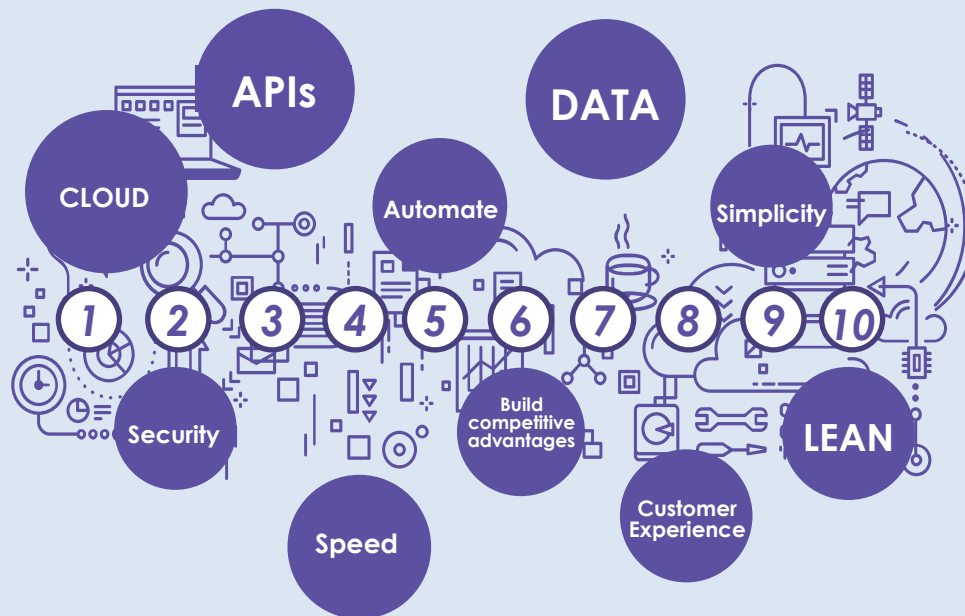 APIs
DATA
CLOUD
Automate
Simplicity
1 2 3 4 5 6 7 8 9 10
Security
Build
competitive
advantages
LEAN
Customer
Experience
Speed